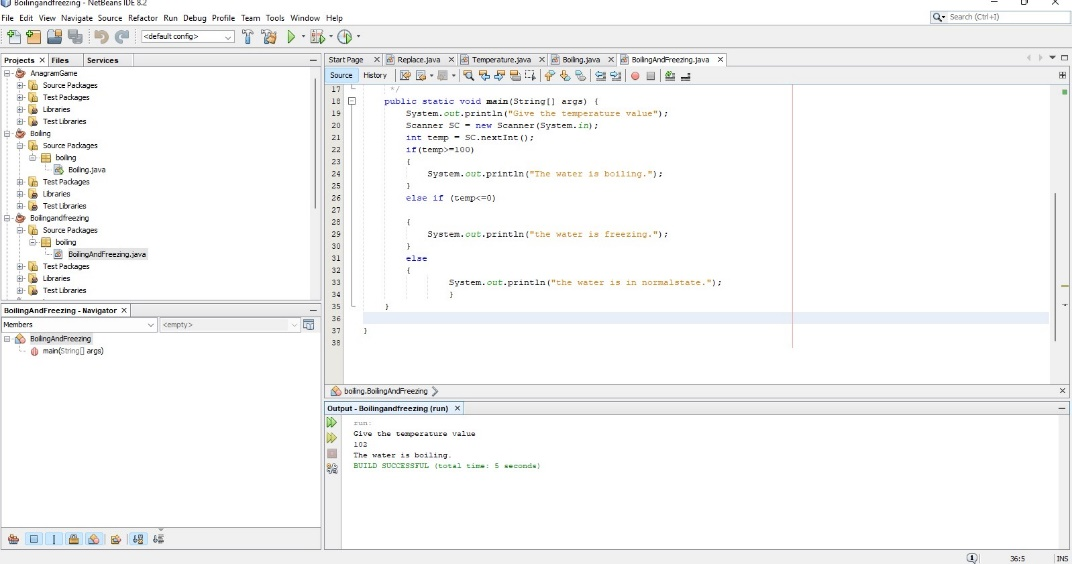 Boilingandfreezing - NetBeans IDE 8.2
File Edit View Navigate Source Refactor Run Debug Profile Team Tools Window Help
Search (Ctrl+I)
<default config>
Projects Files Services
AnagramGame
Source Packages
Test Packages
Libraries
Test Libraries
Boiling
Source Packages
boiling
Boiling.java
Test Packages
Libraries
Test Libraries
Boilingandfreezing
Source Packages
boiling
BoilingAndFreezing.java
Test Packages
Libraries
Test Libraries
BoilingAndFreezing - Navigator
Members <empty>
BoilingAndFreezing
main(String[] args)
Start Page Replace.java Temperature.java Boiling.java BoilingAndFreezing.java
Source History
17 */
18 public static void main(String[] args) {
19 System.out.println("Give the temperature value");
20 Scanner SC = new Scanner(System.in);
21 int temp = SC.nextInt();
22 if(temp>=100)
23 {
24 System.out.println("The water is boiling.");
25 }
26 else if (temp<=0)
27
28 {
29 System.out.println("the water is freezing.");
30 }
31 else
32 {
33 System.out.println("the water is in normalstate.");
34 }
35 }
36
37 }
38
boiling.BoilingAndFreezing
Output - Boilingandfreezing (run)
run:
Give the temperature value
102
The water is boiling.
BUILD SUCCESSFUL (total time: 5 seconds)
36:5 INS